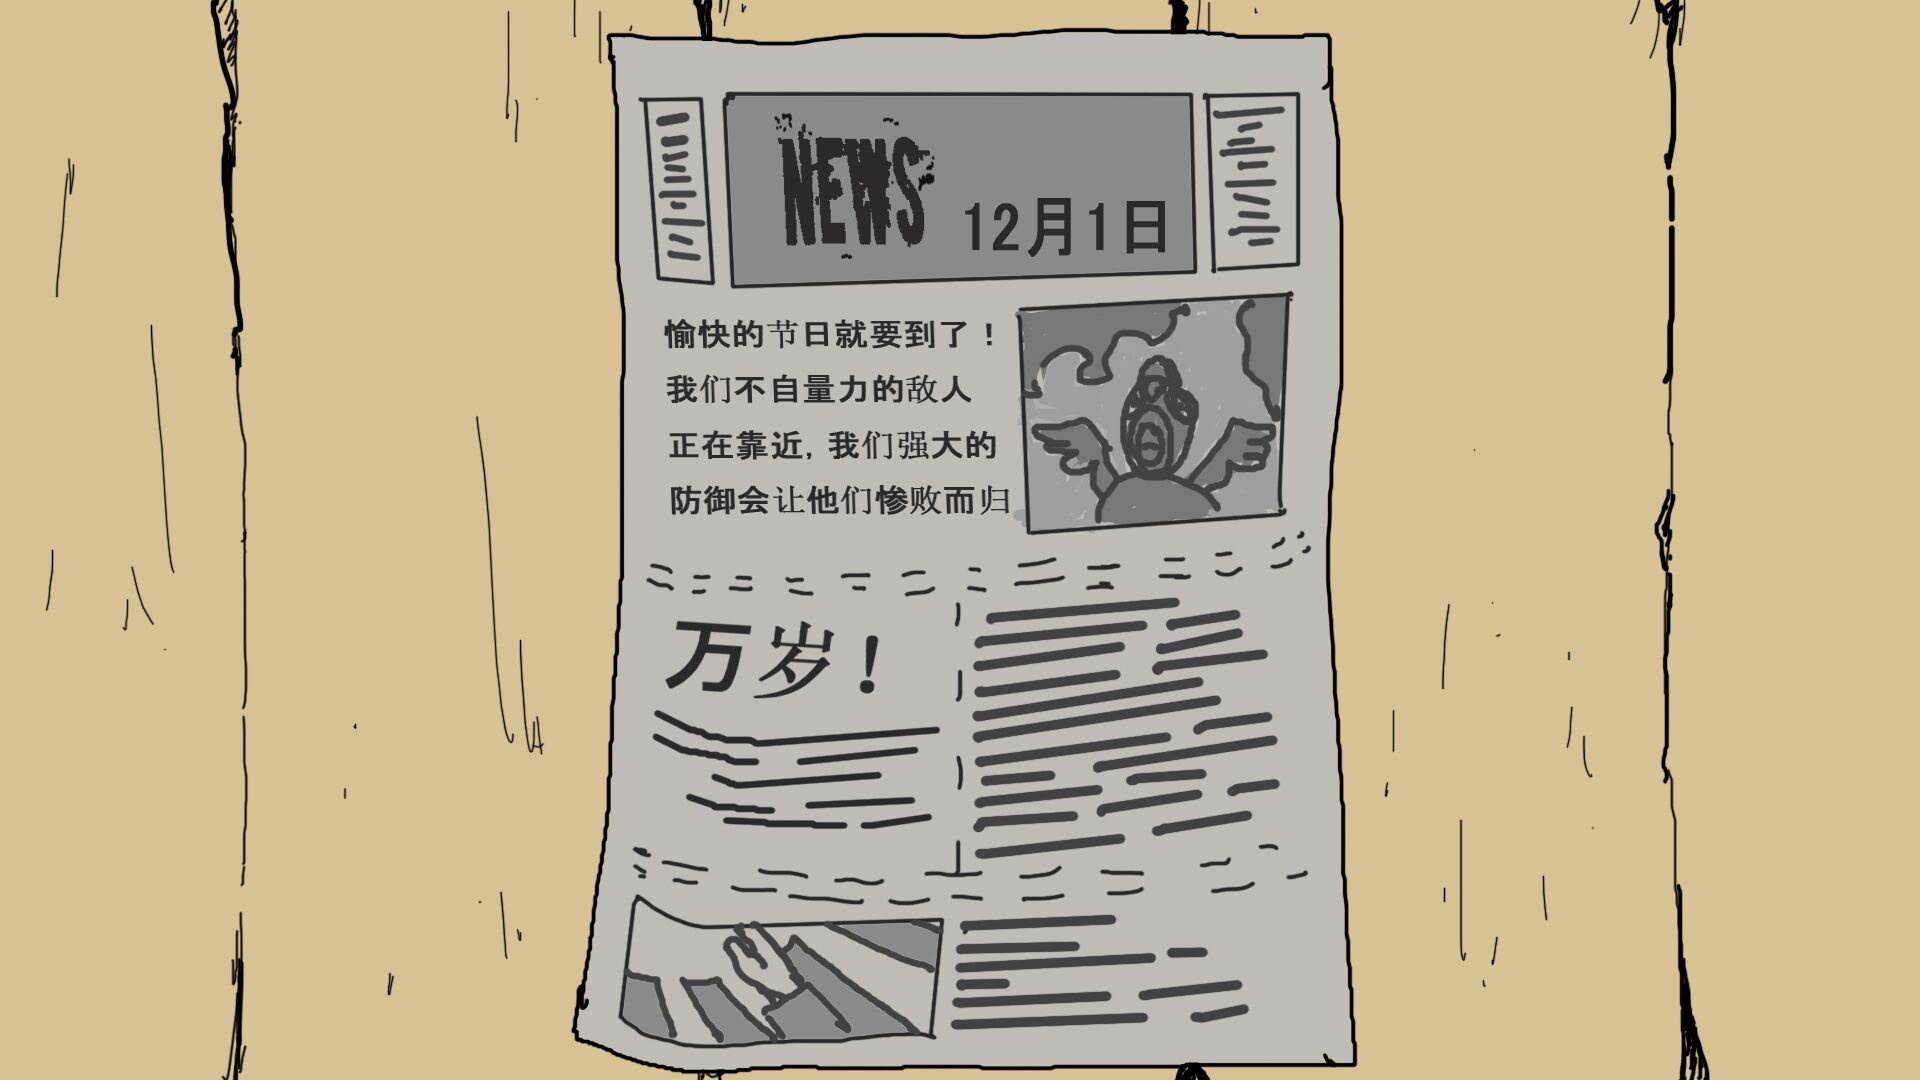 NEWS 12月1日
愉快的节日就要到了！
我们不自量力的敌人
正在靠近，我们强大的
防御会让他们惨败而归
万岁！